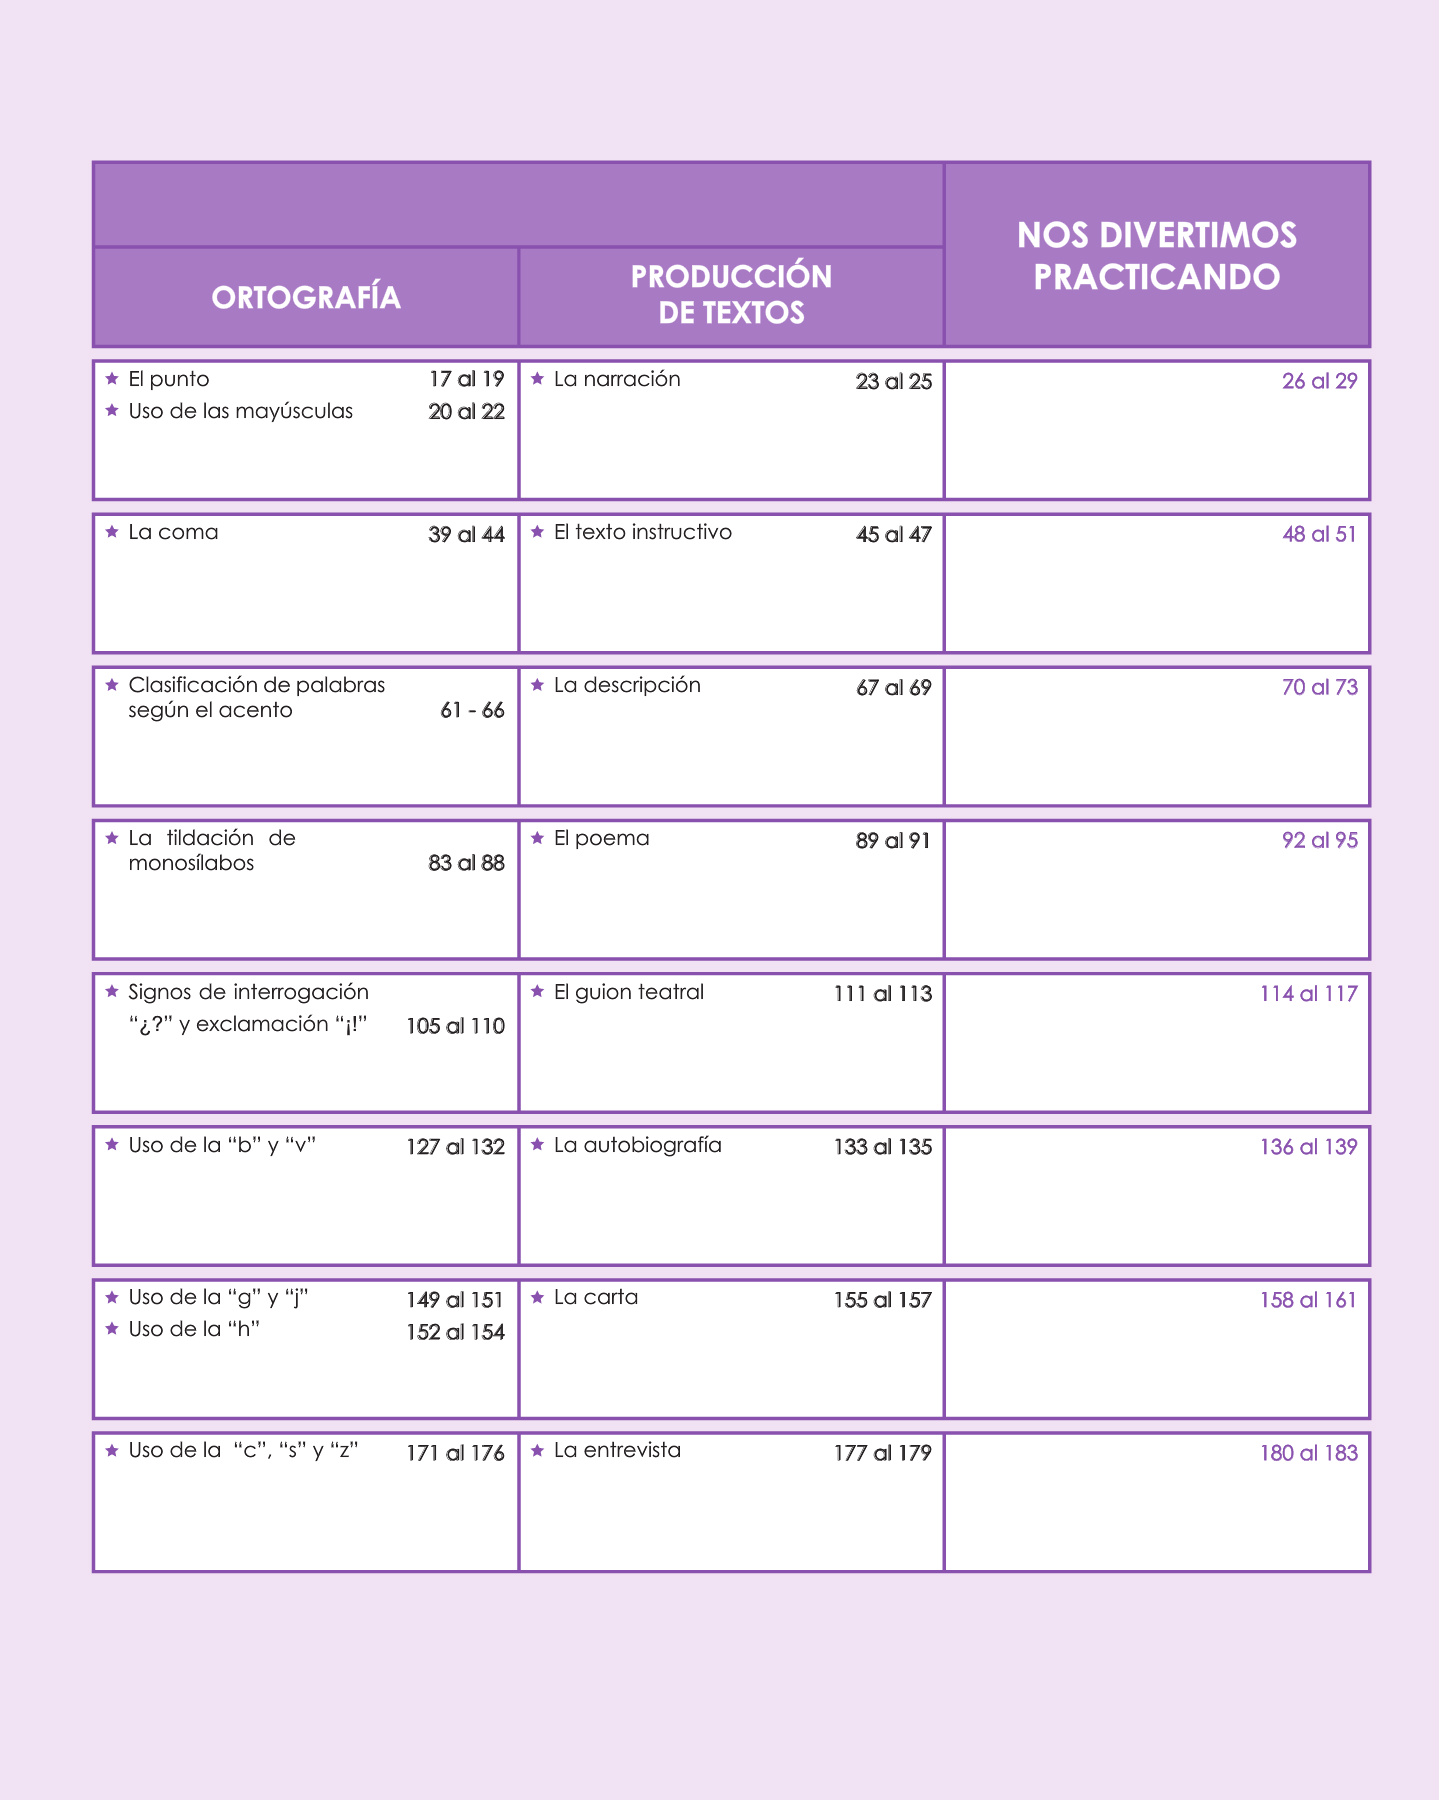 NOS DIVERTIMOS
PRACTICANDO
ORTOGRAFÍA
PRODUCCIÓN
DE TEXTOS
El punto 17 al 19
Uso de las mayúsculas 20 al 22
La narración 23 al 25
26 al 29
La coma 39 al 44
El texto instructivo 45 al 47
48 al 51
Clasificación de palabras
según el acento 61 - 66
La descripción 67 al 69
70 al 73
La tildación de
monosílabos 83 al 88
El poema 89 al 91
92 al 95
Signos de interrogación
“¿?” y exclamación “¡!” 105 al 110
El guion teatral 111 al 113
114 al 117
Uso de la “b” y “v” 127 al 132
La autobiografía 133 al 135
136 al 139
Uso de la “g” y “j” 149 al 151
Uso de la “h” 152 al 154
La carta 155 al 157
158 al 161
Uso de la “c”, “s” y “z” 171 al 176
La entrevista 177 al 179
180 al 183